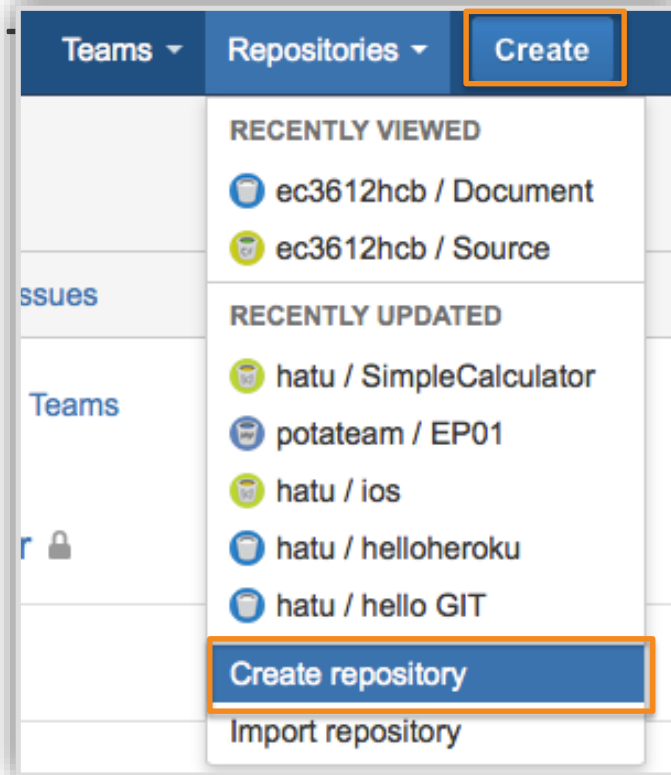 Teams Repositories Create
RECENTLY VIEWED
ec3612hcb / Document
ec3612hcb / Source
ssues
RECENTLY UPDATED
hatu / SimpleCalculator
Teams
potateam / EP01
hatu / ios
r
hatu / helloheroku
hatu / hello GIT
Create repository
Import repository